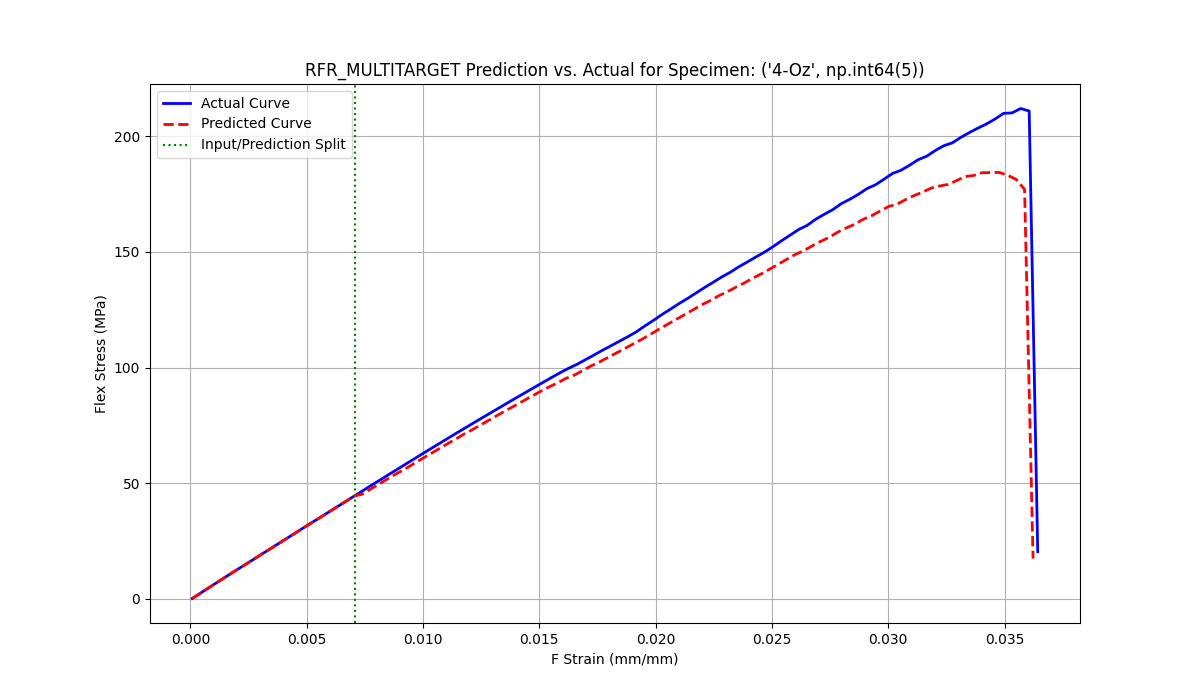 RFR_MULTITARGET Prediction vs. Actual for Specimen: ('4-Oz', np.int64(5))
Actual Curve
Predicted Curve
Input/Prediction Split
200
150
100
50
0
Flex Stress (MPa)
0.000 0.005 0.010 0.015 0.020 0.025 0.030 0.035
F Strain (mm/mm)